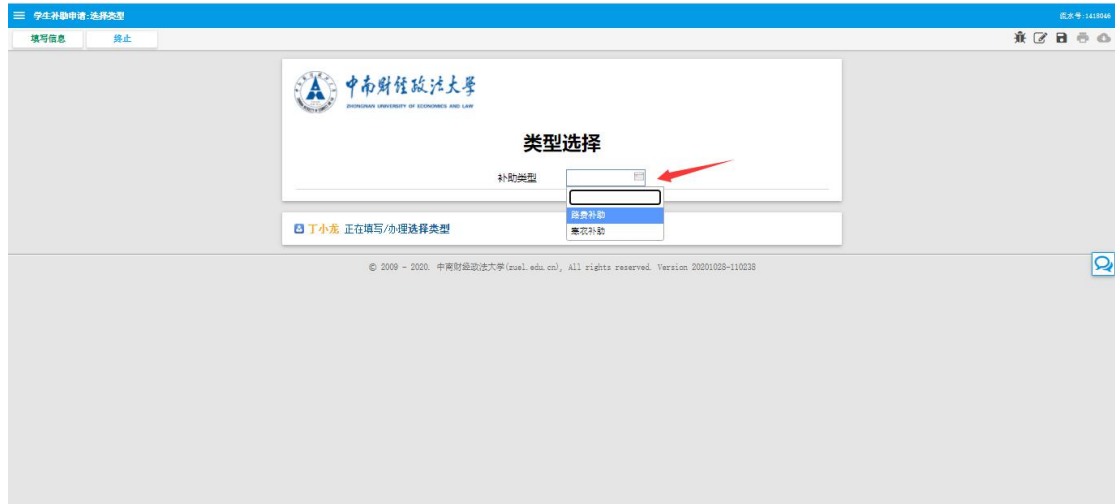 学生补助申请:选择类型
流水号:1418046
填写信息 终止
中南财经政法大学
ZHONGNAN UNIVERSITY OF ECONOMICS AND LAW
类型选择
补助类型
路费补助
寒衣补助
丁小龙 正在填写/办理选择类型
© 2009 - 2020. 中南财经政法大学(zuel.edu.cn), All rights reserved. Version 20201028-110238